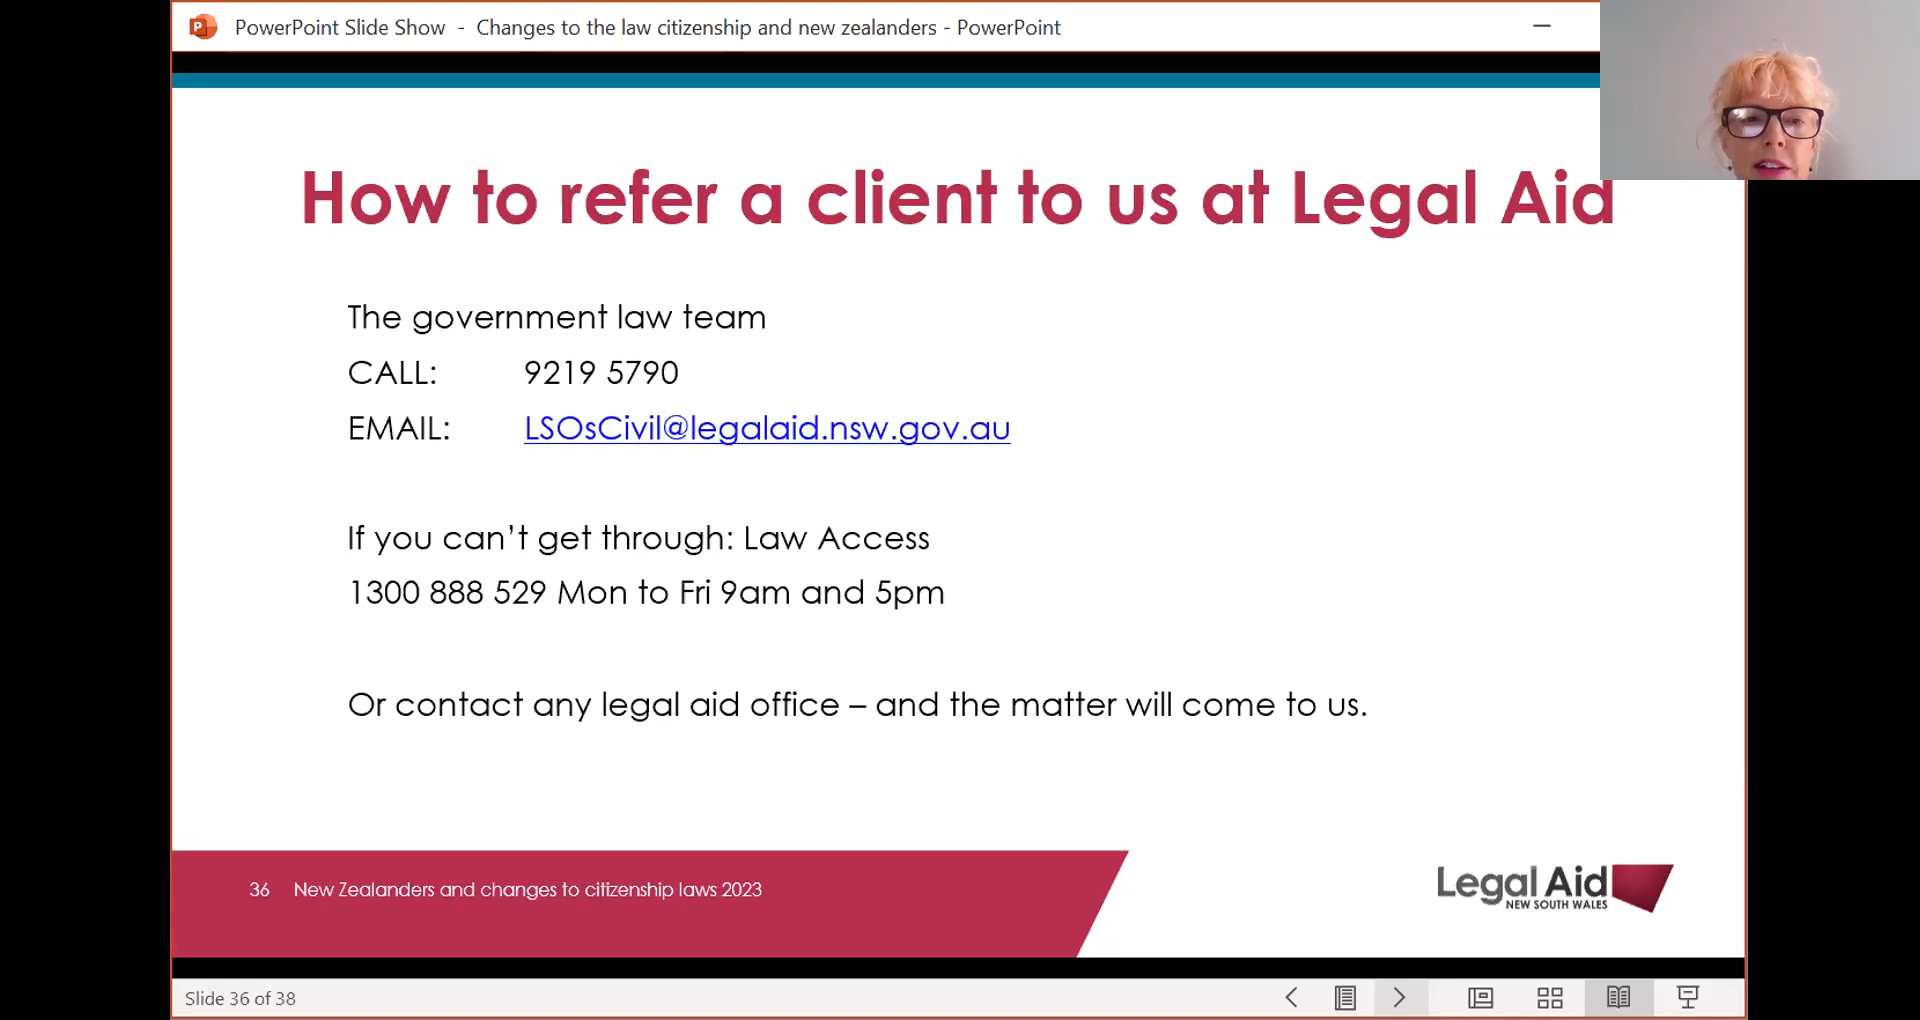 PowerPoint Slide Show - Changes to the law citizenship and new zealanders - PowerPoint
How to refer a client to us at Legal Aid
The government law team
CALL: 9219 5790
EMAIL: LSOsCivil@legalaid.nsw.gov.au
If you can’t get through: Law Access
1300 888 529 Mon to Fri 9am and 5pm
Or contact any legal aid office – and the matter will come to us.
36 New Zealanders and changes to citizenship laws 2023
Legal Aid
NEW SOUTH WALES
Slide 36 of 38